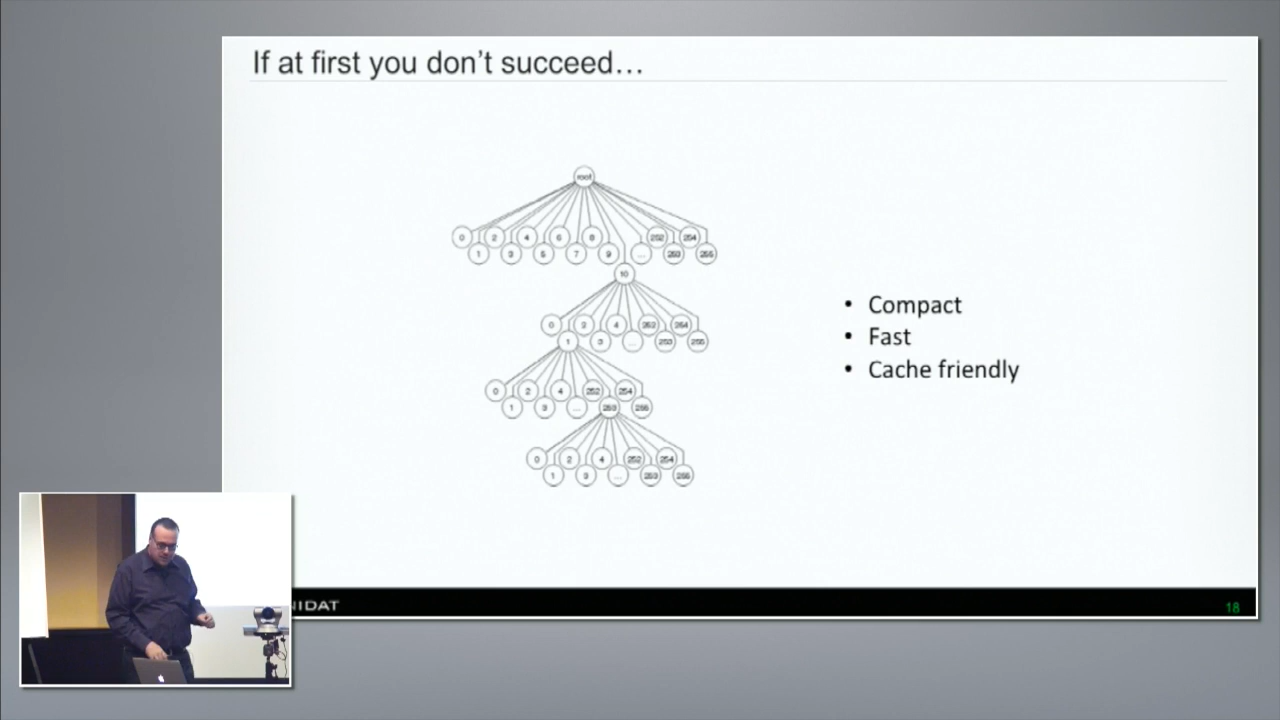 If at first you don't succeed…
root
0 2 4 6 8 252 254
1 3 5 7 9 ... 253 255
10
0 2 4 252 254
1 3 ... 253 255
0 2 4 252 254
1 3 ... 253 255
0 2 4 252 254
1 3 ... 253 255
• Compact
• Fast
• Cache friendly
NIDAT
18